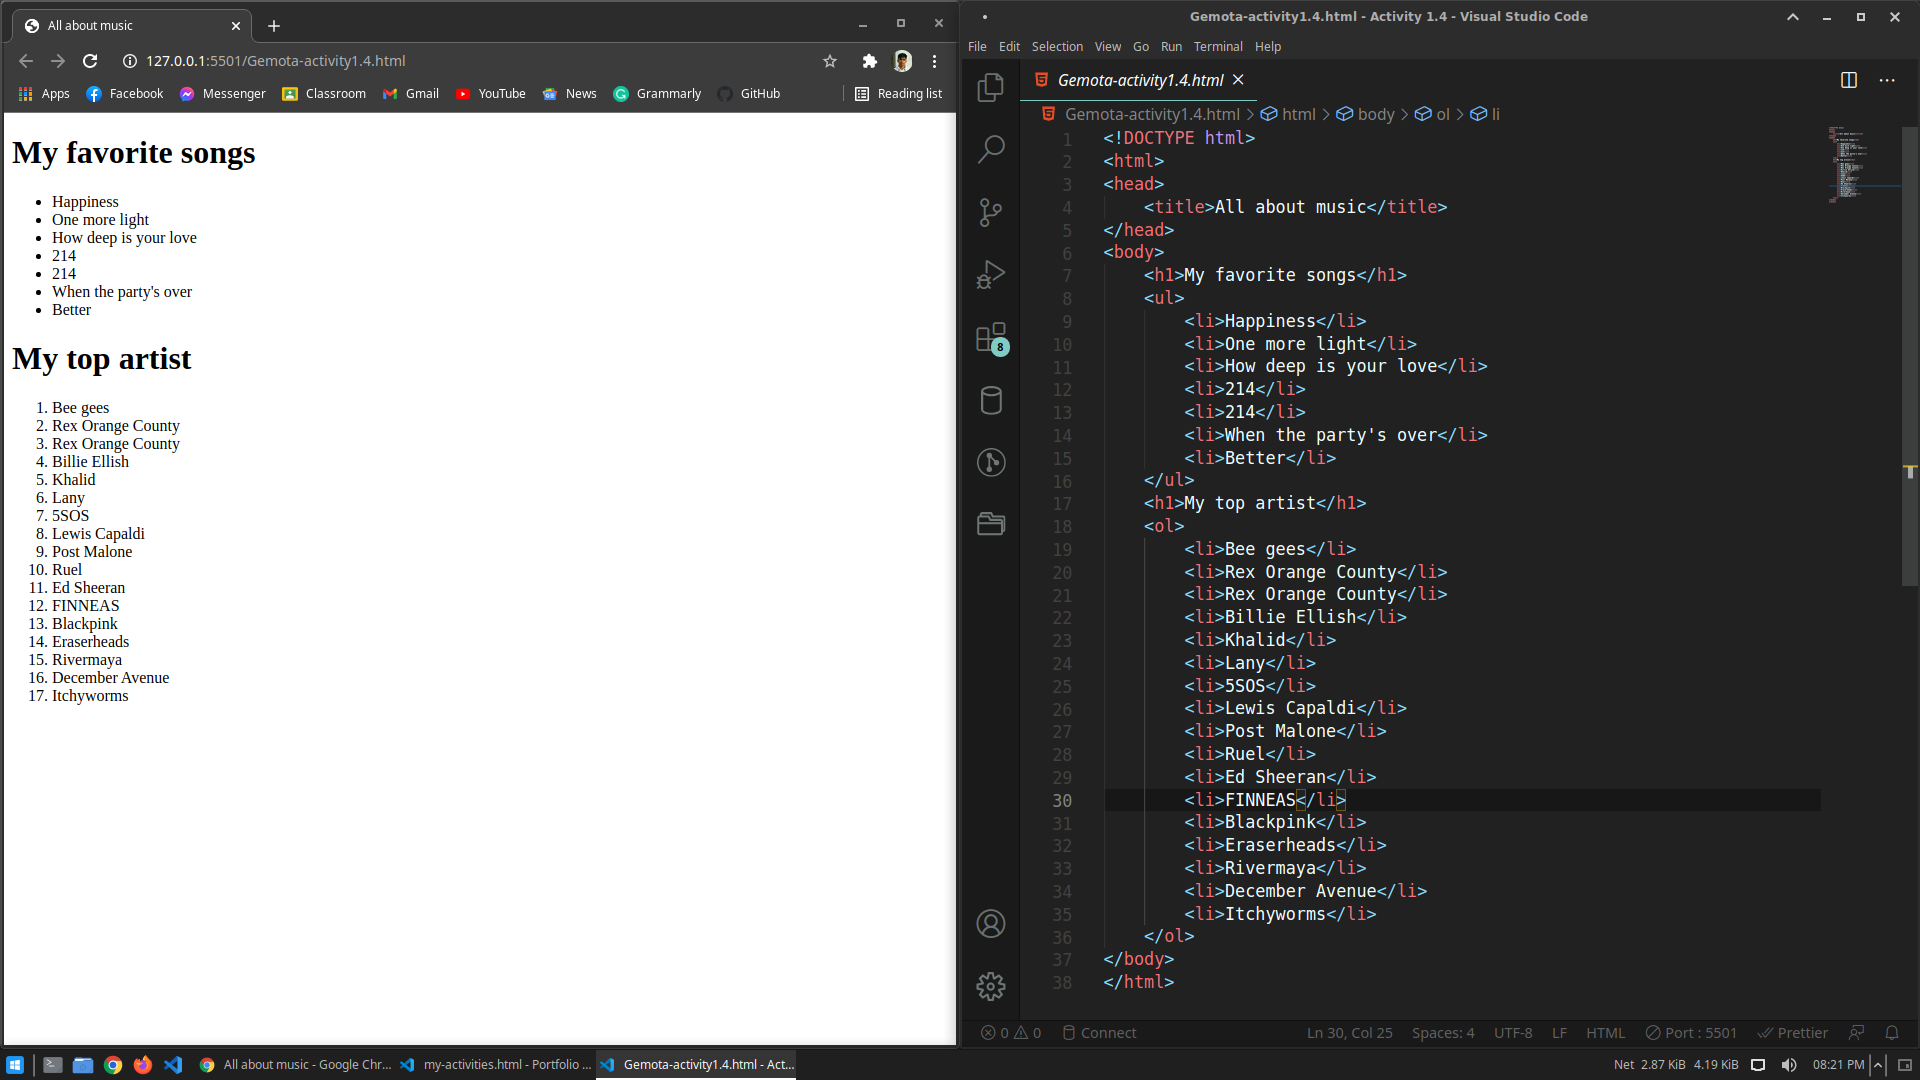 All about music
127.0.0.1:5501/Gemota-activity1.4.html
Apps Facebook Messenger Classroom Gmail YouTube News Grammarly GitHub Reading list
My favorite songs
• Happiness
• One more light
• How deep is your love
• 214
• 214
• When the party's over
• Better
My top artist
1. Bee gees
2. Rex Orange County
3. Rex Orange County
4. Billie Ellish
5. Khalid
6. Lany
7. 5SOS
8. Lewis Capaldi
9. Post Malone
10. Ruel
11. Ed Sheeran
12. FINNEAS
13. Blackpink
14. Eraserheads
15. Rivermaya
16. December Avenue
17. Itchyworms
Gemota-activity1.4.html - Activity 1.4 - Visual Studio Code
File Edit Selection View Go Run Terminal Help
Gemota-activity1.4.html
Gemota-activity1.4.html > html > body > ol > li
8
1 <!DOCTYPE html>
2 <html>
3 <head>
4 <title>All about music</title>
5 </head>
6 <body>
7 <h1>My favorite songs</h1>
8 <ul>
9 <li>Happiness</li>
10 <li>One more light</li>
11 <li>How deep is your love</li>
12 <li>214</li>
13 <li>214</li>
14 <li>When the party's over</li>
15 <li>Better</li>
16 </ul>
17 <h1>My top artist</h1>
18 <ol>
19 <li>Bee gees</li>
20 <li>Rex Orange County</li>
21 <li>Rex Orange County</li>
22 <li>Billie Ellish</li>
23 <li>Khalid</li>
24 <li>Lany</li>
25 <li>5SOS</li>
26 <li>Lewis Capaldi</li>
27 <li>Post Malone</li>
28 <li>Ruel</li>
29 <li>Ed Sheeran</li>
30 <li>FINNEAS</li>
31 <li>Blackpink</li>
32 <li>Eraserheads</li>
33 <li>Rivermaya</li>
34 <li>December Avenue</li>
35 <li>Itchyworms</li>
36 </ol>
37 </body>
38 </html>
0 0 Connect Ln 30, Col 25 Spaces: 4 UTF-8 LF HTML Port : 5501 Prettier
All about music - Google Chr... my-activities.html - Portfolio ... Gemota-activity1.4.html - Act... Net 2.87 KiB 4.19 KiB 08:21 PM